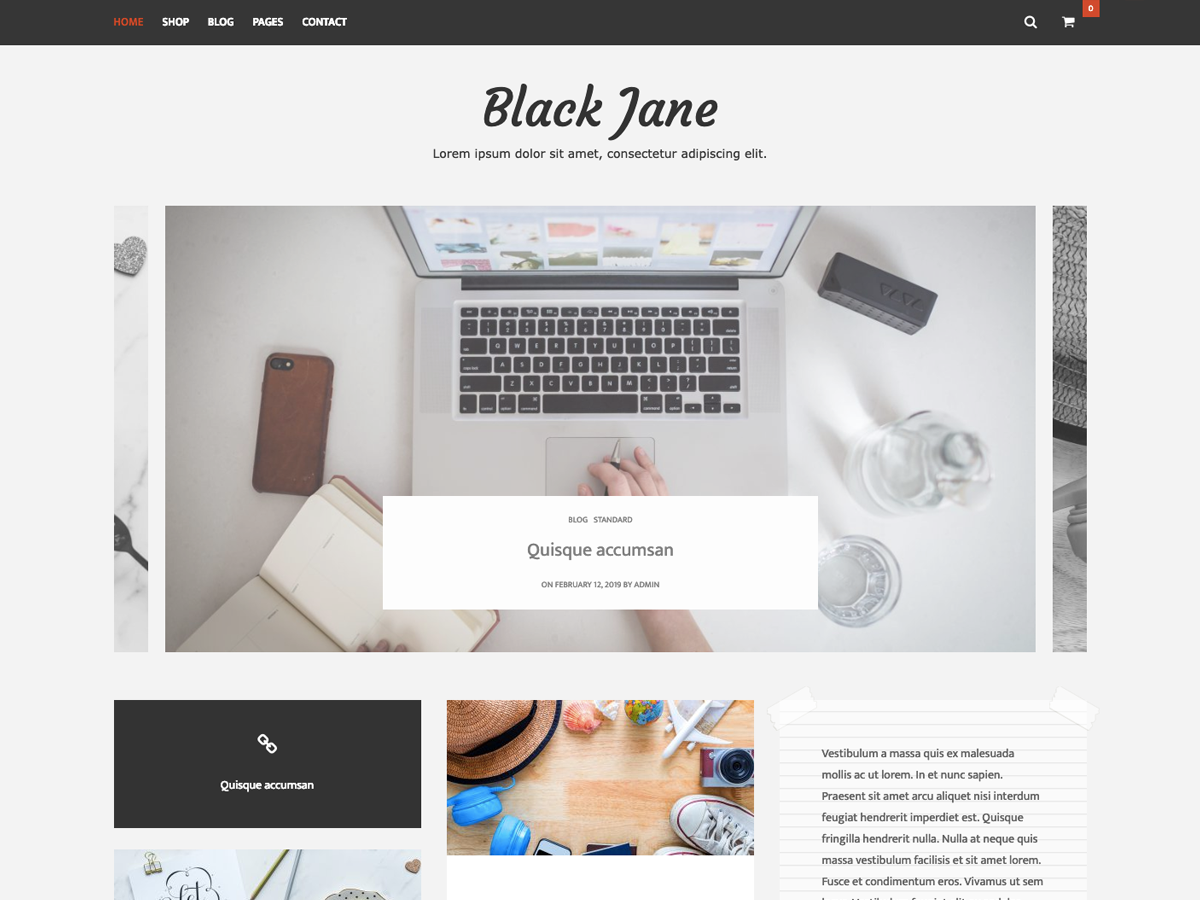 HOME SHOP BLOG PAGES CONTACT
0
Black Jane
Lorem ipsum dolor sit amet, consectetur adipiscing elit.
BLOG STANDARD
Quisque accumsan
ON FEBRUARY 12, 2019 BY ADMIN
Quisque accumsan
let
Vestibulum a massa quis ex malesuada
mollis ac ut lorem. In et nunc sapien.
Praesent sit amet arcu aliquet nisi interdum
feugiat hendrerit imperdiet est. Quisque
fringilla hendrerit nulla. Nulla at neque quis
massa vestibulum facilisis et sit amet lorem.
Fusce et condimentum eros. Vivamus ut sem